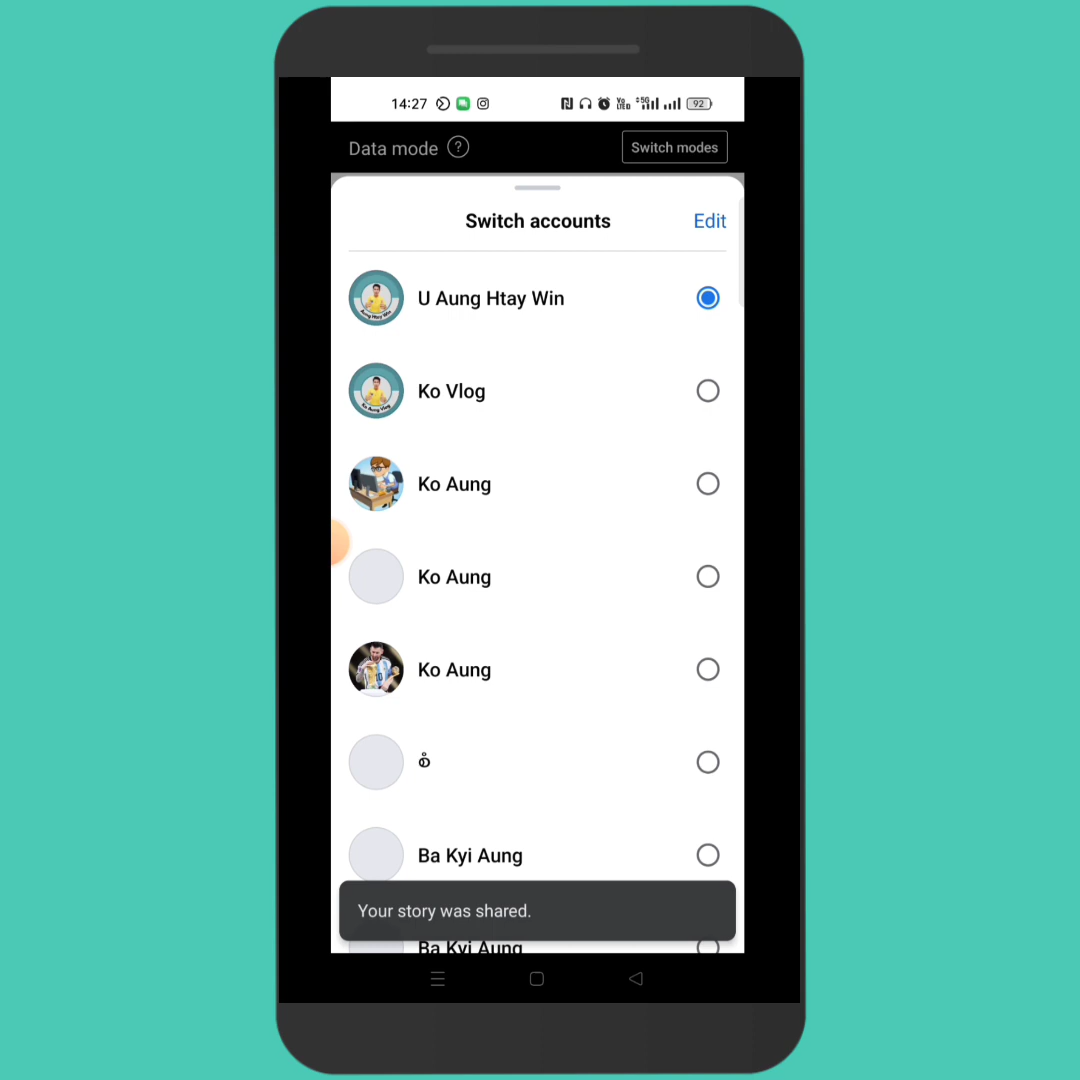 14:27
92
Data mode
Switch modes
Switch accounts
Edit
U Aung Htay Win
Ko Vlog
Ko Aung
Ko Aung
Ko Aung
စံ
Ba Kyi Aung
Your story was shared.
Ba Kyi Aung